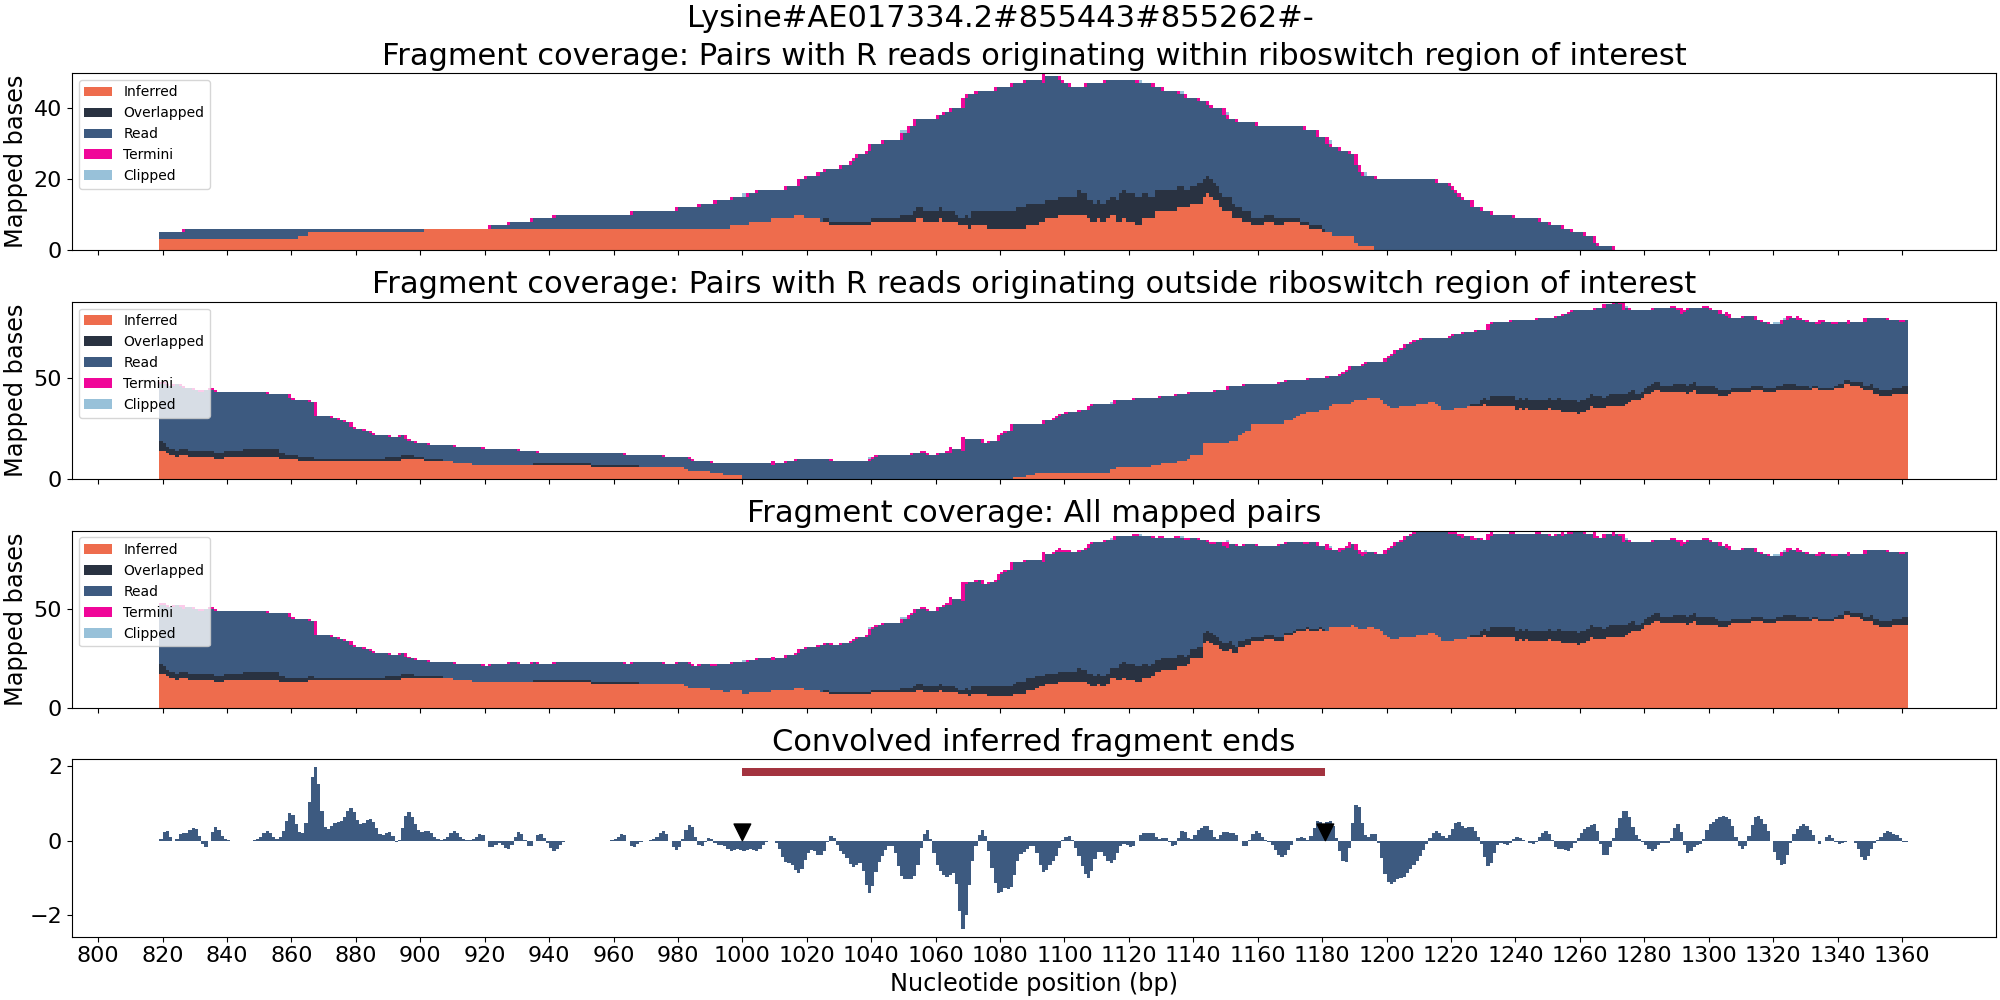 Lysine#AE017334.2#855443#855262#-
Fragment coverage: Pairs with R reads originating within riboswitch region of interest
Mapped bases
40
20
0
Inferred
Overlapped
Read
Termini
Clipped
Fragment coverage: Pairs with R reads originating outside riboswitch region of interest
Mapped bases
50
0
Inferred
Overlapped
Read
Termini
Clipped
Fragment coverage: All mapped pairs
Mapped bases
50
0
Inferred
Overlapped
Read
Termini
Clipped
Convolved inferred fragment ends
2
0
−2
800 820 840 860 880 900 920 940 960 980 1000 1020 1040 1060 1080 1100 1120 1140 1160 1180 1200 1220 1240 1260 1280 1300 1320 1340 1360
Nucleotide position (bp)